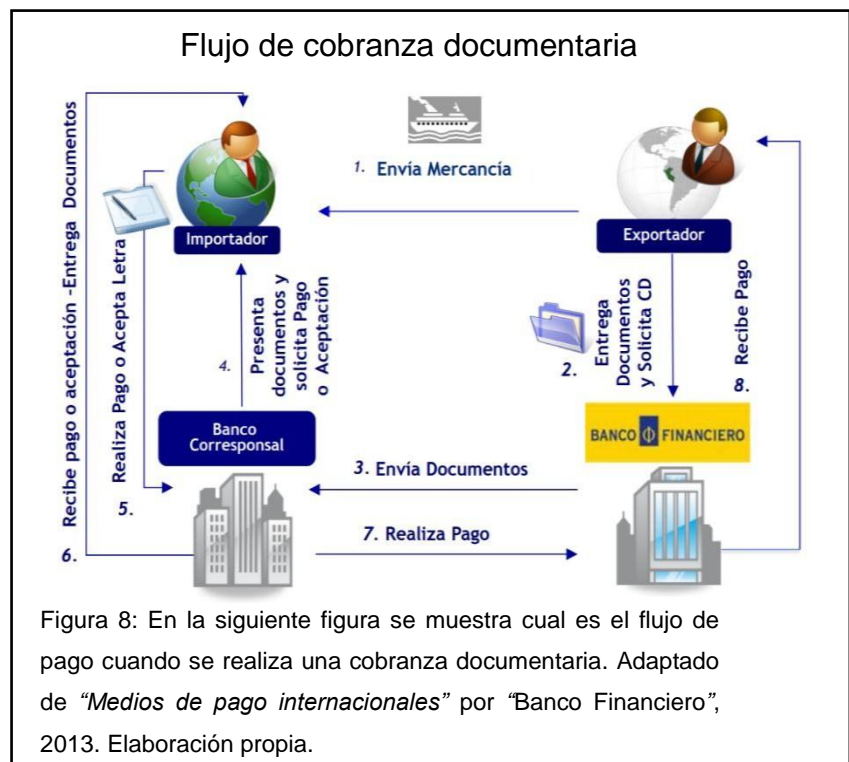 Flujo de cobranza documentaria
1. Envía Mercancía
Importador
Exportador
Recibe pago o aceptación -Entrega Documentos
6.
Realiza Pago o Acepta Letra
5.
4.
Presenta
documentos y
solicita Pago
o Aceptación
2.
Entrega
Documentos
y Solicita CD
8.
Recibe Pago
Banco
Corresponsal
BANCO FINANCIERO
3. Envía Documentos
7. Realiza Pago
Figura 8: En la siguiente figura se muestra cual es el flujo de
pago cuando se realiza una cobranza documentaria. Adaptado
de “Medios de pago internacionales” por “Banco Financiero”,
2013. Elaboración propia.